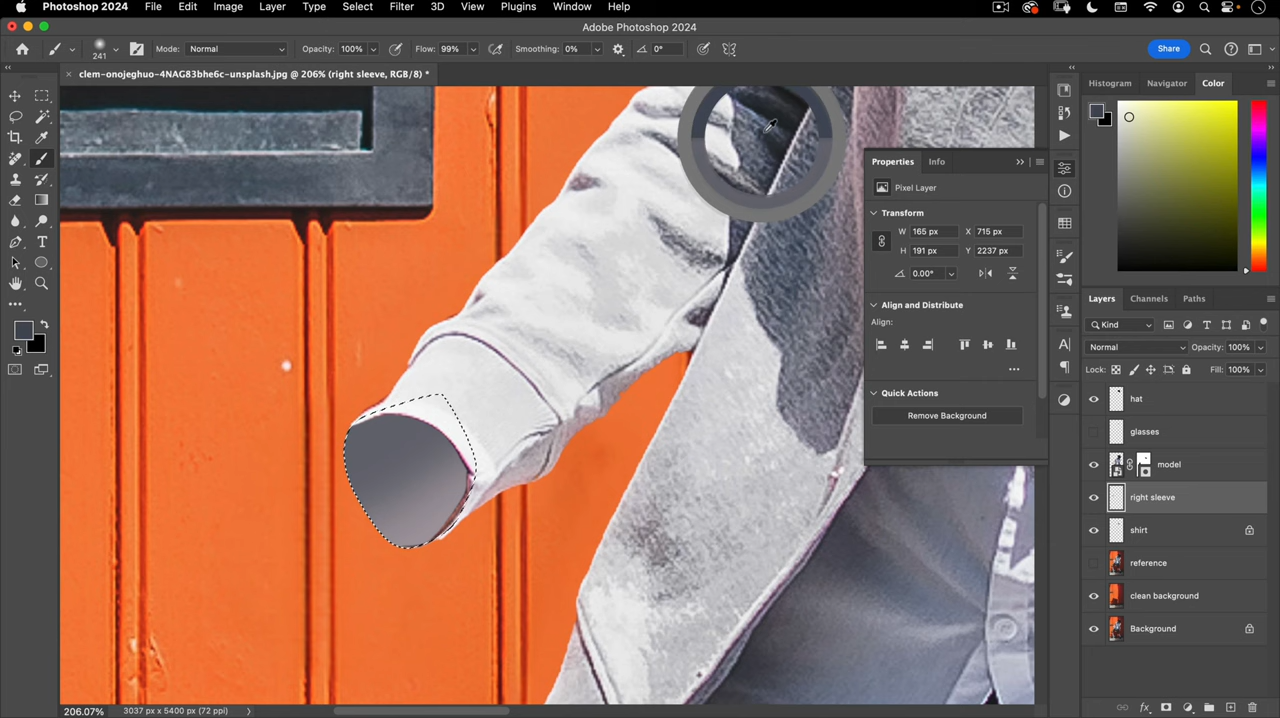 Photoshop 2024 File Edit Image Layer Type Select Filter 3D View Plugins Window Help
Adobe Photoshop 2024
241 Mode: Normal Opacity: 100% Flow: 99% Smoothing: 0% 0° Share
clem-onojeghuo-4NAG83bhe6c-unsplash.jpg @ 206% (right sleeve, RGB/8) *
Histogram Navigator Color
Properties Info
Pixel Layer
Transform
W 165 px X 715 px
H 191 px Y 2237 px
0.00°
Align and Distribute
Align:
Quick Actions
Remove Background
Layers Channels Paths
Kind
Normal Opacity: 100%
Lock: Fill: 100%
hat
glasses
model
right sleeve
shirt
reference
clean background
Background
206.07% 3037 px x 5400 px (72 ppi)